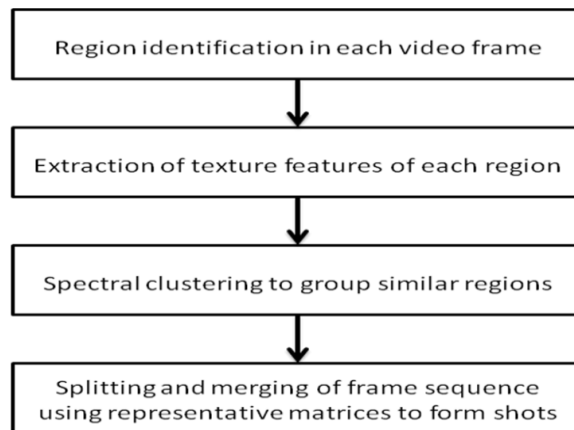 Region identification in each video frame
Extraction of texture features of each region
Spectral clustering to group similar regions
Splitting and merging of frame sequence
using representative matrices to form shots